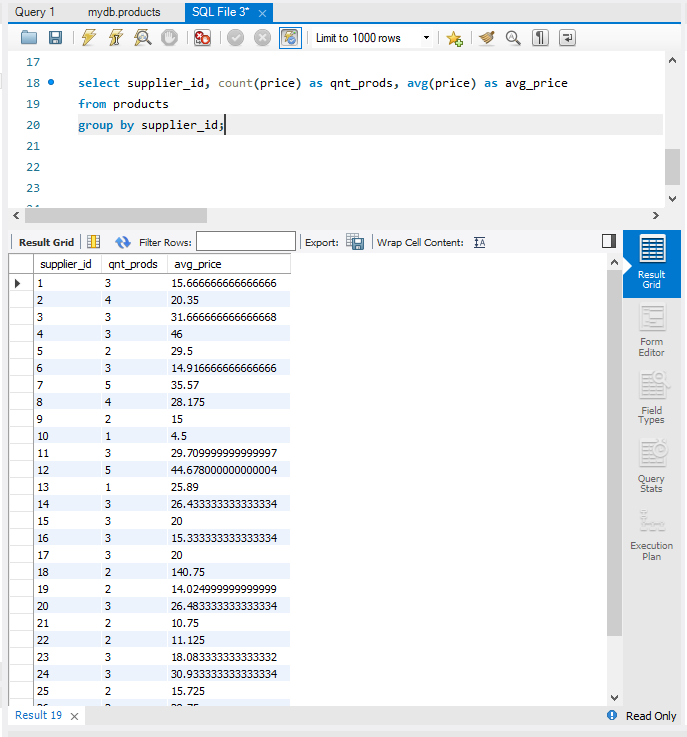 Query 1 mydb.products SQL File 3*
Limit to 1000 rows
17
18 select supplier_id, count(price) as qnt_prods, avg(price) as avg_price
19 from products
20 group by supplier_id;
21
22
23
Result Grid Filter Rows: Export: Wrap Cell Content:
supplier_id qnt_prods avg_price
1 3 15.666666666666666
2 4 20.35
3 3 31.666666666666668
4 3 46
5 2 29.5
6 3 14.916666666666666
7 5 35.57
8 4 28.175
9 2 15
10 1 4.5
11 3 29.709999999999997
12 5 44.678000000000004
13 1 25.89
14 3 26.433333333333334
15 3 20
16 3 15.333333333333334
17 3 20
18 2 140.75
19 2 14.024999999999999
20 3 26.483333333333334
21 2 10.75
22 2 11.125
23 3 18.083333333333332
24 3 30.933333333333334
25 2 15.725
Result
Grid
Form
Editor
Field
Types
Query
Stats
Execution
Plan
Result 19 Read Only